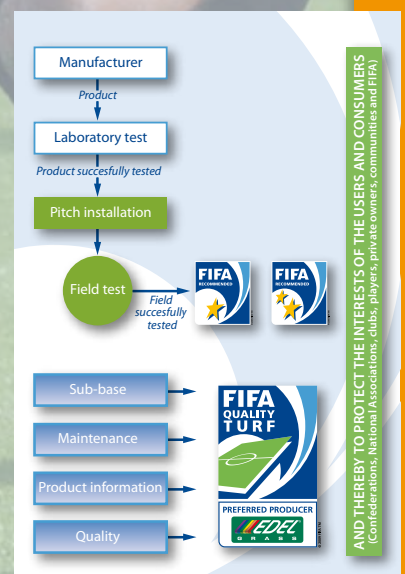 Manufacturer
Product
Laboratory test
Product succesfully tested
Pitch installation
Field test
Field
succesfully
tested
FIFA
RECOMMENDED
FIFA
RECOMMENDED
Sub-base
Maintenance
Product information
Quality
FIFA
QUALITY
TURF
PREFERRED PRODUCER
EDEL
GRASS
AND THEREBY TO PROTECT THE INTERESTS OF THE USERS AND CONSUMERS
(Confederations, National Associations, clubs, players, private owners, communities and FIFA)